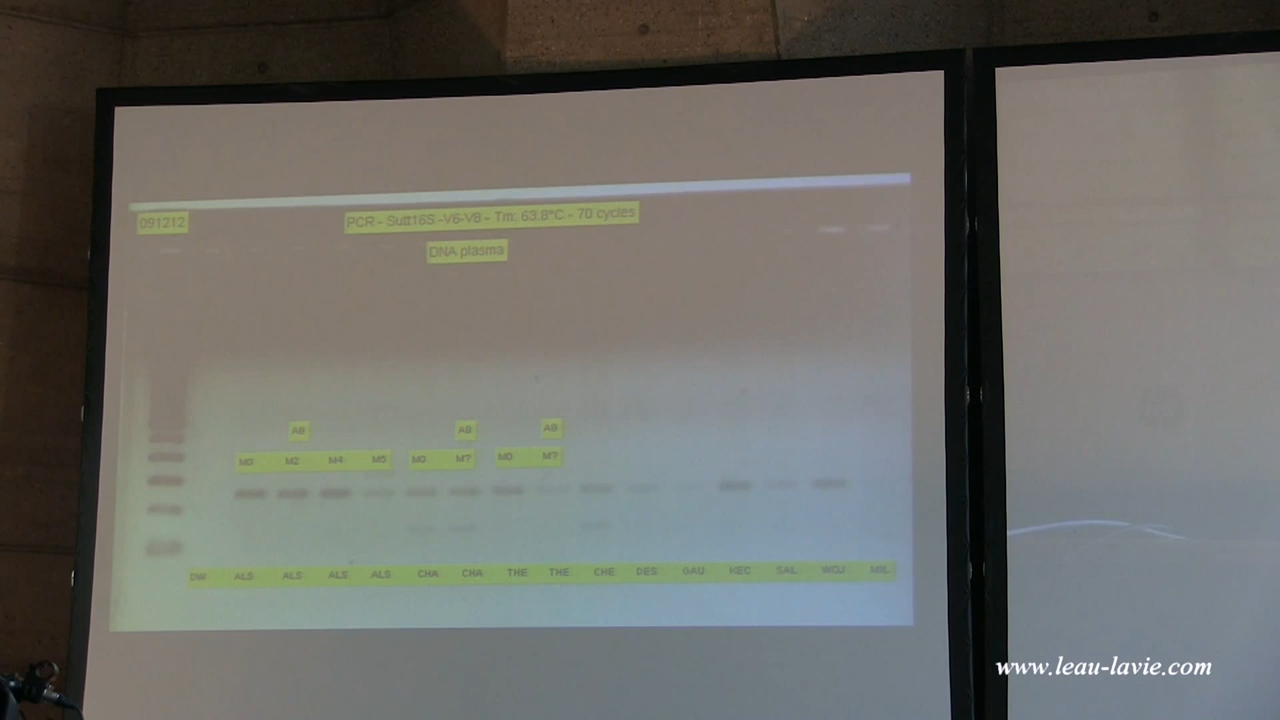 091212
PCR - Sutt16S -V6-V8 - Tm: 63.8°C - 70 cycles
DNA plasma
AB AB AB
M0 M2 M4 M5 M0 M? M0 M?
DW ALS ALS ALS ALS CHA CHA THE THE CHE DES GAU KEC SAL WOJ MIL
www.leau-lavie.com